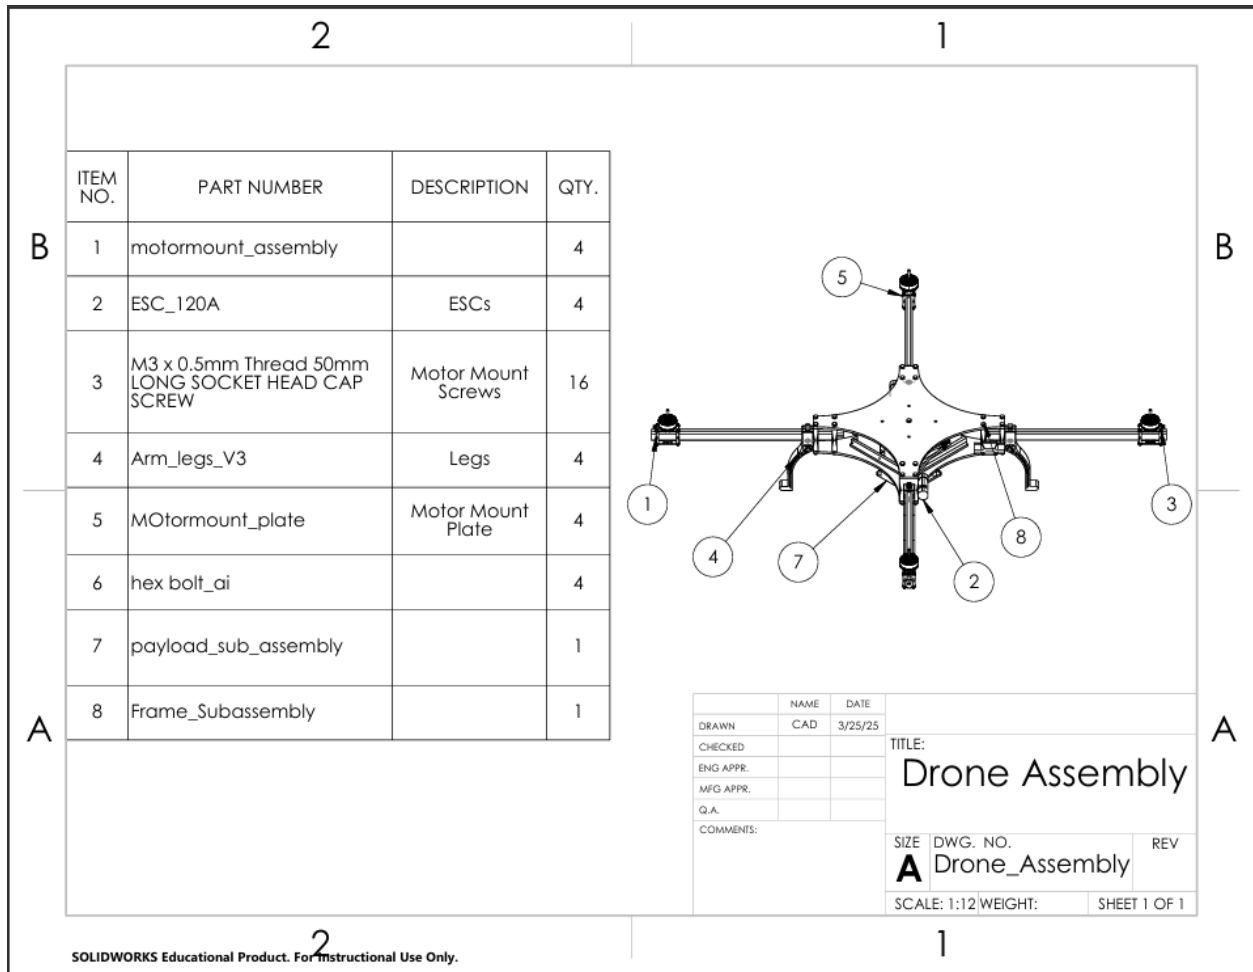 2
1
B
B
A
A
ITEM
NO.
PART NUMBER
DESCRIPTION
QTY.
1
motormount_assembly
4
2
ESC_120A
ESCs
4
3
M3 x 0.5mm Thread 50mm
LONG SOCKET HEAD CAP
SCREW
Motor Mount
Screws
16
4
Arm_legs_V3
Legs
4
5
MOtormount_plate
Motor Mount
Plate
4
6
hex bolt_ai
4
7
payload_sub_assembly
1
8
Frame_Subassembly
1
5
1
3
4
7
2
8
NAME
DATE
DRAWN
CAD
3/25/25
CHECKED
ENG APPR.
MFG APPR.
Q.A.
COMMENTS:
TITLE:
Drone Assembly
SIZE
A
DWG. NO.
Drone_Assembly
REV
SCALE: 1:12
WEIGHT:
SHEET 1 OF 1
2
1
SOLIDWORKS Educational Product. For Instructional Use Only.